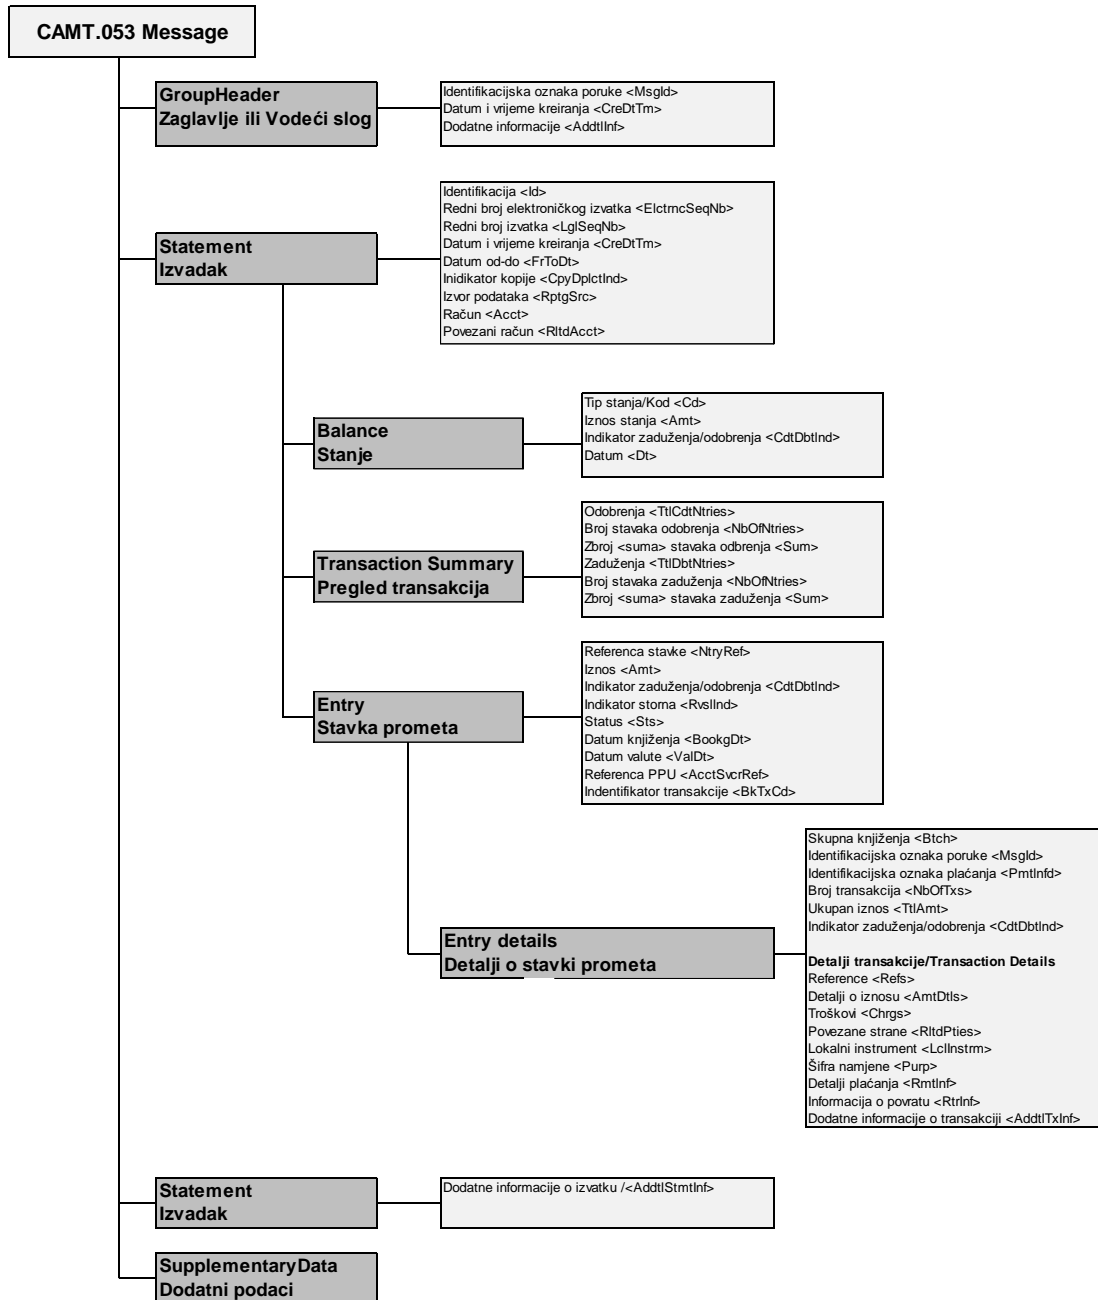 CAMT.053 Message
GroupHeader
Zaglavlje ili Vodeći slog
Identifikacijska oznaka poruke <MsgId>
Datum i vrijeme kreiranja <CreDtTm>
Dodatne informacije <AddtlInf>
Statement
Izvadak
Identifikacija <Id>
Redni broj elektroničkog izvatka <ElctrncSeqNb>
Redni broj izvatka <LglSeqNb>
Datum i vrijeme kreiranja <CreDtTm>
Datum od-do <FrToDt>
Inidikator kopije <CpyDplctInd>
Izvor podataka <RptgSrc>
Račun <Acct>
Povezani račun <RltdAcct>
Balance
Stanje
Tip stanja/Kod <Cd>
Iznos stanja <Amt>
Indikator zaduženja/odobrenja <CdtDbtInd>
Datum <Dt>
Transaction Summary
Pregled transakcija
Odobrenja <TtlCdtNtries>
Broj stavaka odobrenja <NbOfNtries>
Zbroj <suma> stavaka odbrenja <Sum>
Zaduženja <TtlDbtNtries>
Broj stavaka zaduženja <NbOfNtries>
Zbroj <suma> stavaka zaduženja <Sum>
Entry
Stavka prometa
Referenca stavke <NtryRef>
Iznos <Amt>
Indikator zaduženja/odobrenja <CdtDbtInd>
Indikator storna <RvslInd>
Status <Sts>
Datum knjiženja <BookgDt>
Datum valute <ValDt>
Referenca PPU <AcctSvcrRef>
Indentifikator transakcije <BkTxCd>
Entry details
Detalji o stavki prometa
Skupna knjiženja <Btch>
Identifikacijska oznaka poruke <MsgId>
Identifikacijska oznaka plaćanja <PmtInfd>
Broj transakcija <NbOfTxs>
Ukupan iznos <TtlAmt>
Indikator zaduženja/odobrenja <CdtDbtInd>
Detalji transakcije/Transaction Details
Reference <Refs>
Detalji o iznosu <AmtDtls>
Troškovi <Chrgs>
Povezane strane <RltdPties>
Lokalni instrument <LclInstrm>
Šifra namjene <Purp>
Detalji plaćanja <RmtInf>
Informacija o povratu <RtrInf>
Dodatne informacije o transakciji <AddtlTxInf>
Statement
Izvadak
Dodatne informacije o izvatku /<AddtlStmtInf>
SupplementaryData
Dodatni podaci